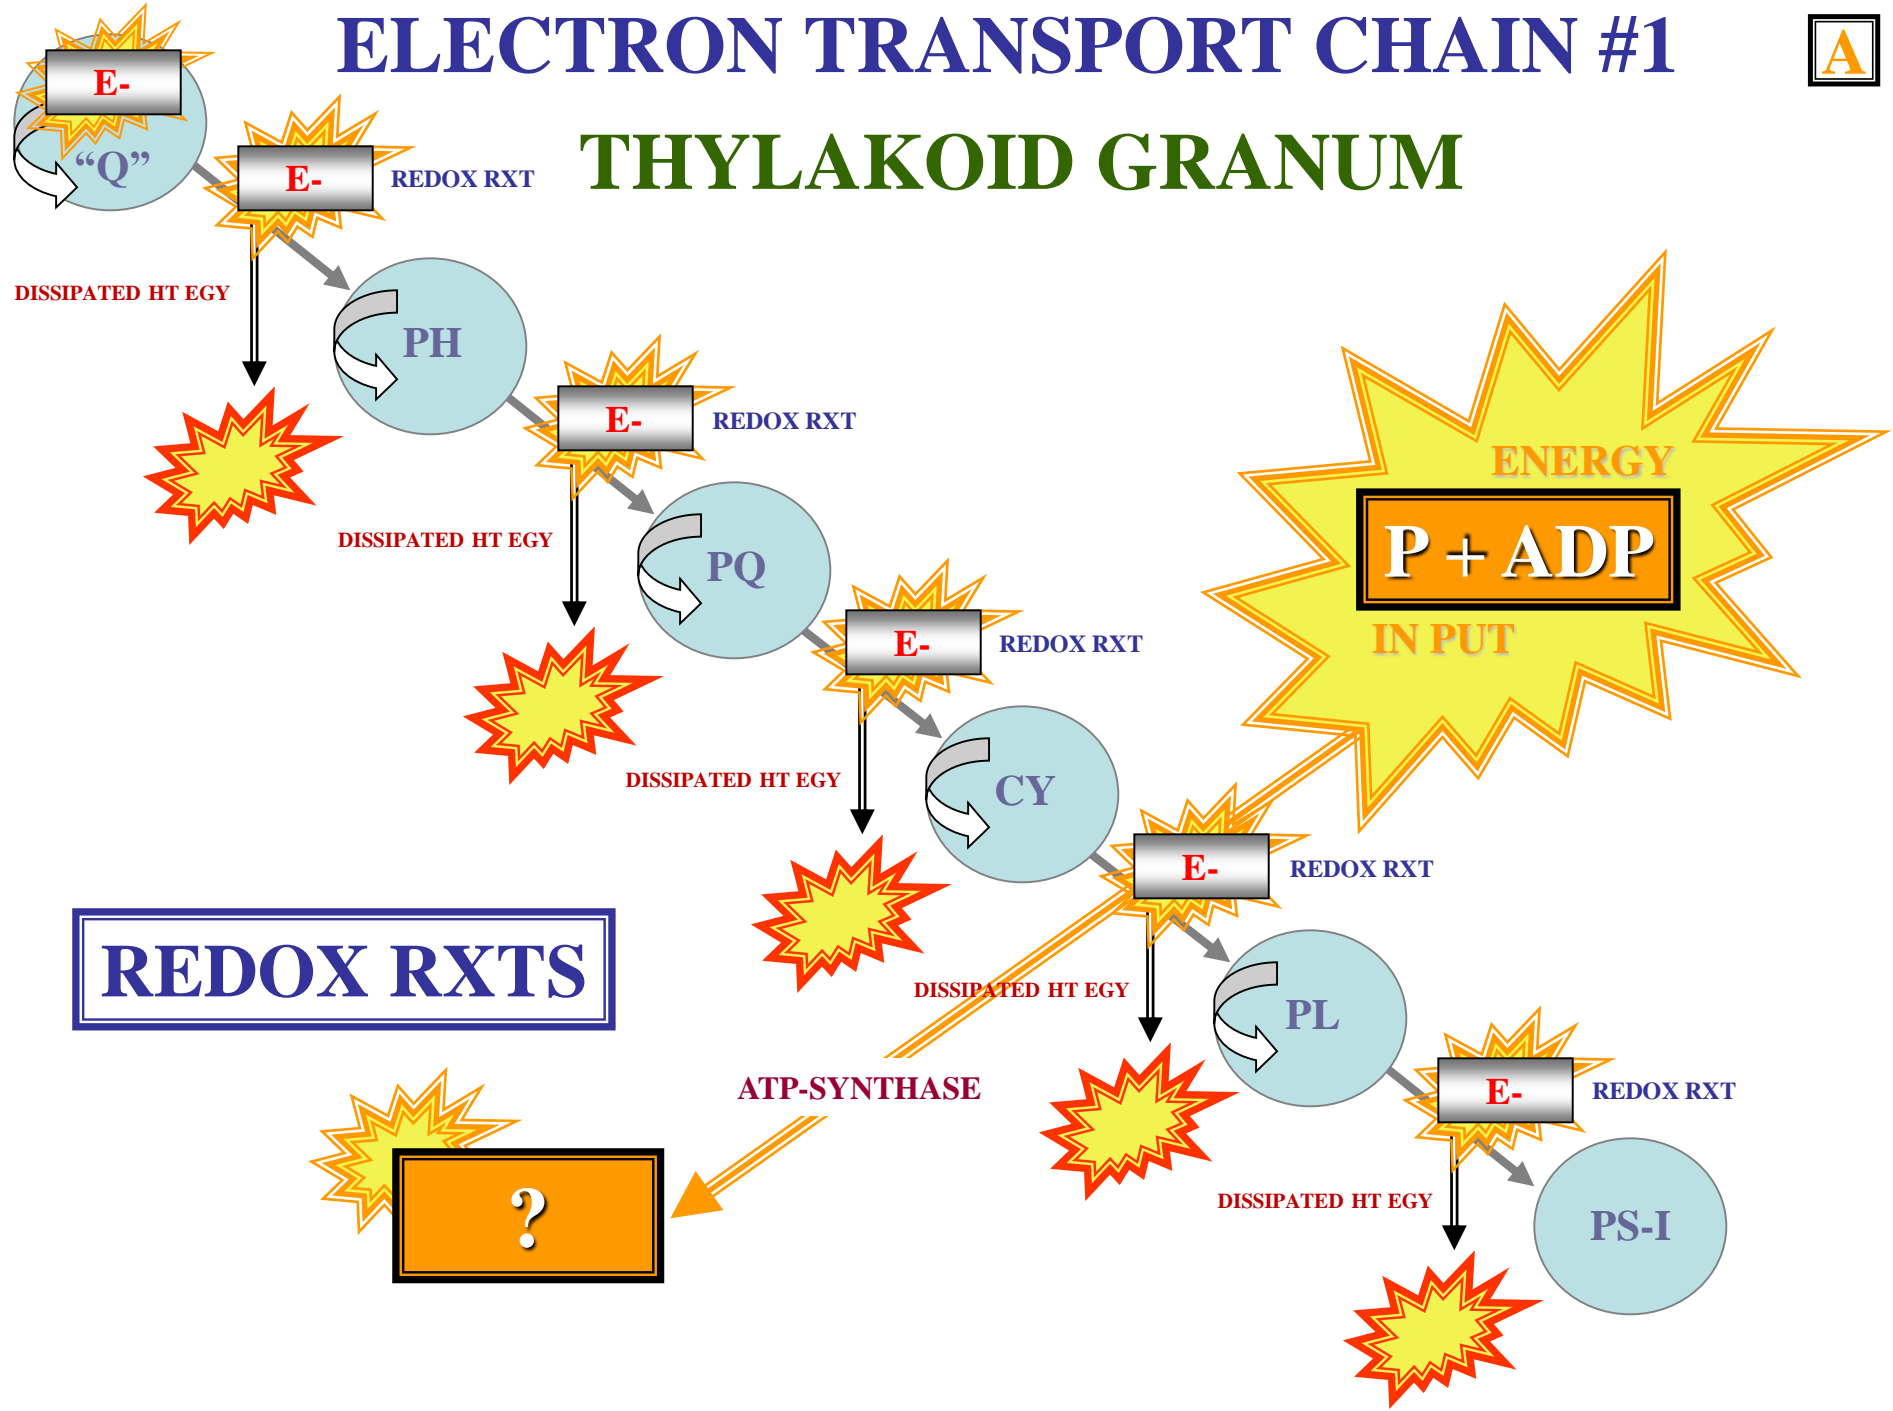 ELECTRON TRANSPORT CHAIN #1
A
THYLAKOID GRANUM
E-
“Q”
E-
REDOX RXT
DISSIPATED HT EGY
PH
E-
REDOX RXT
DISSIPATED HT EGY
PQ
E-
REDOX RXT
DISSIPATED HT EGY
CY
ENERGY
P + ADP
IN PUT
E-
REDOX RXT
DISSIPATED HT EGY
PL
REDOX RXTS
ATP-SYNTHASE
?
E-
REDOX RXT
DISSIPATED HT EGY
PS-I